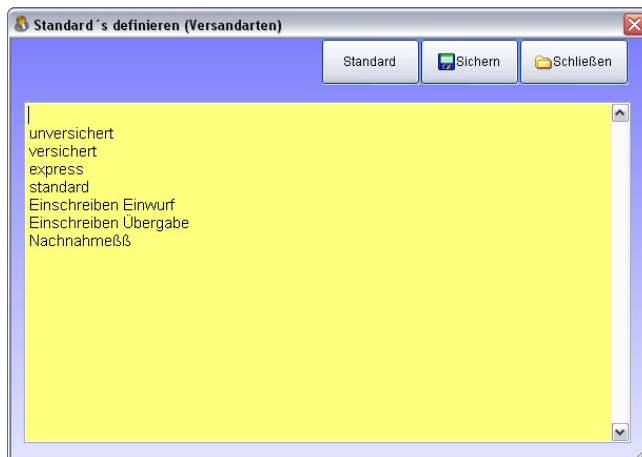 Standard´s definieren (Versandarten)
Standard
Sichern
Schließen
unversichert
versichert
express
standard
Einschreiben Einwurf
Einschreiben Übergabe
Nachnahmeßß